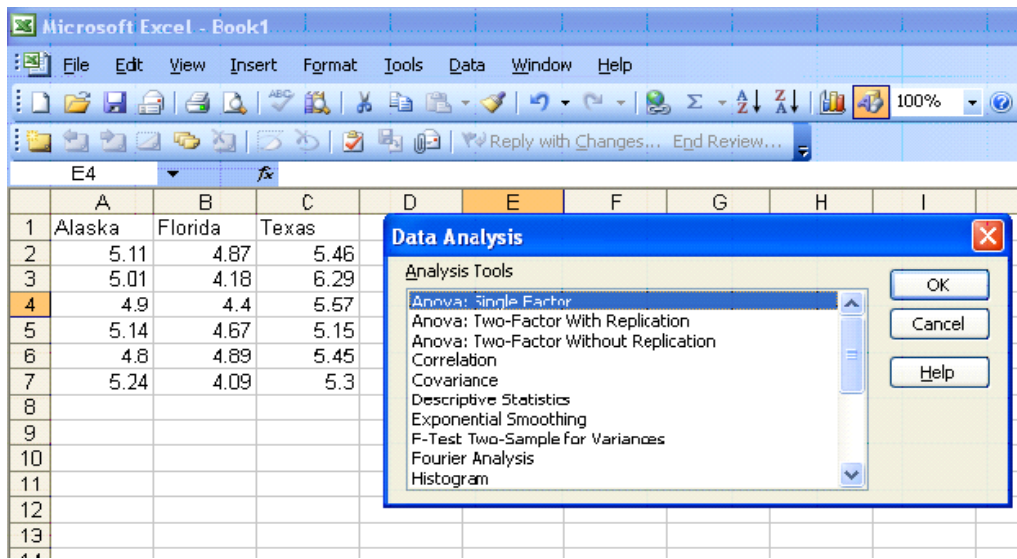 Microsoft Excel - Book1
File Edit View Insert Format Tools Data Window Help
ABC Σ A Z Z A 100%
Reply with Changes... End Review...
E4 fx
A B C D E F G H I
1 Alaska Florida Texas
2 5.11 4.87 5.46
3 5.01 4.18 6.29
4 4.9 4.4 5.57
5 5.14 4.67 5.15
6 4.8 4.89 5.45
7 5.24 4.09 5.3
8
9
10
11
12
13
14
Data Analysis
Analysis Tools
Anova: Single Factor
Anova: Two-Factor With Replication
Anova: Two-Factor Without Replication
Correlation
Covariance
Descriptive Statistics
Exponential Smoothing
F-Test Two-Sample for Variances
Fourier Analysis
Histogram
OK
Cancel
Help